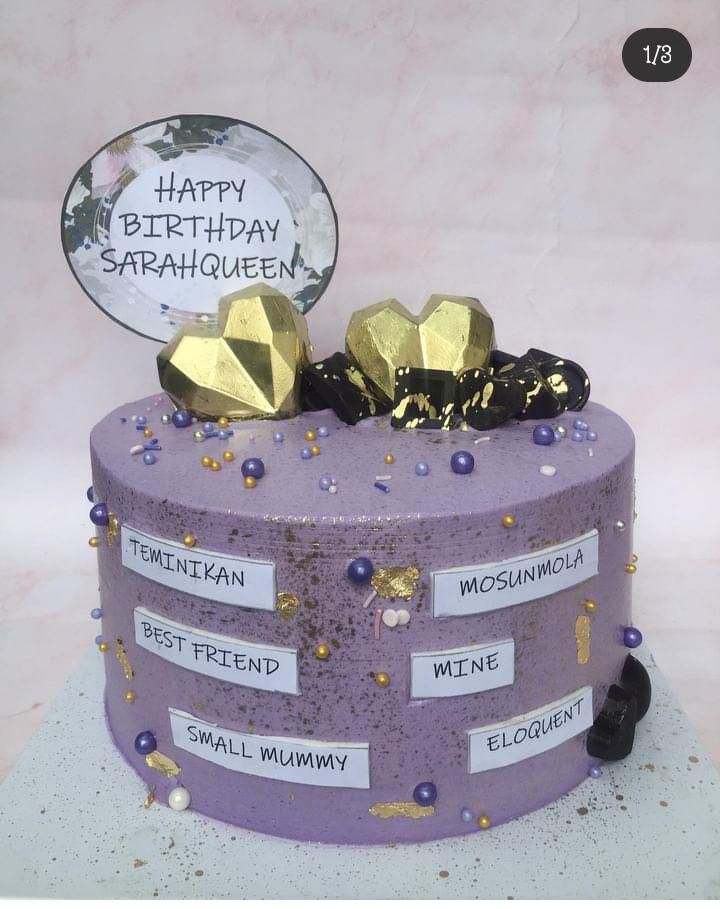 1/3
HAPPY
BIRTHDAY
SARAHQUEEN
TEMINIKAN
MOSUNMOLA
BEST FRIEND
MINE
SMALL MUMMY
ELOQUENT